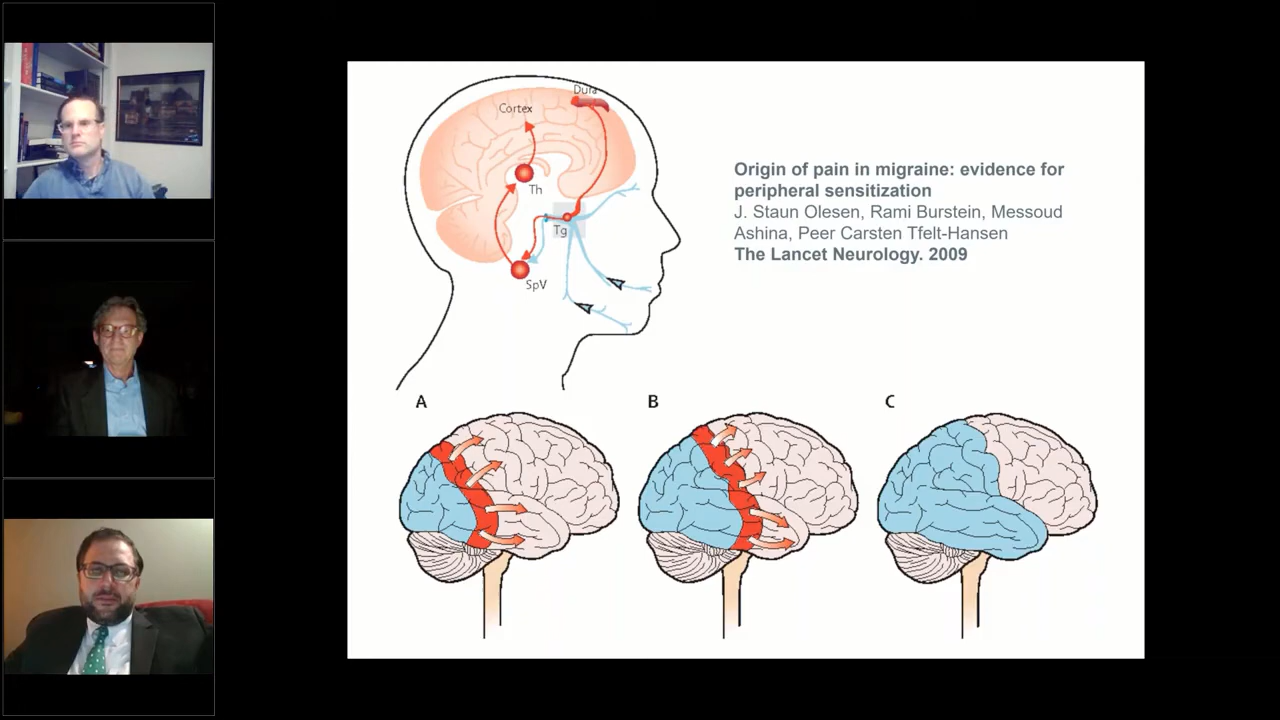 Dura
Cortex
Th
Tg
SpV
Origin of pain in migraine: evidence for
peripheral sensitization
J. Staun Olesen, Rami Burstein, Messoud
Ashina, Peer Carsten Tfelt-Hansen
The Lancet Neurology. 2009
A
B
C